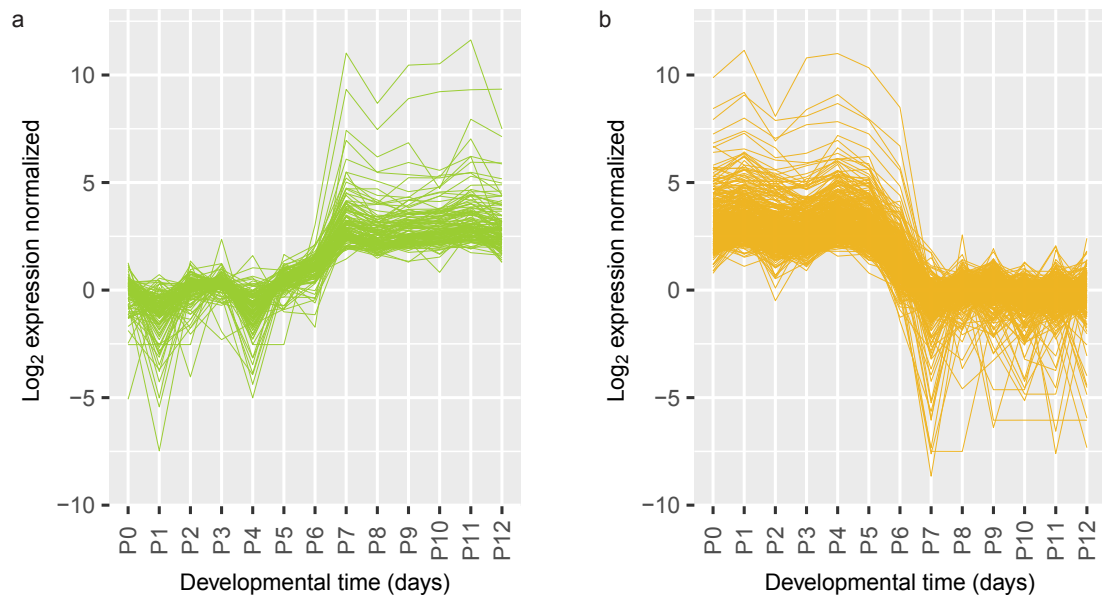 a
Log2 expression normalized
10
5
0
−5
−10
P0
P1
P2
P3
P4
P5
P6
P7
P8
P9
P10
P11
P12
Developmental time (days)
b
Log2 expression normalized
10
5
0
−5
−10
P0
P1
P2
P3
P4
P5
P6
P7
P8
P9
P10
P11
P12
Developmental time (days)